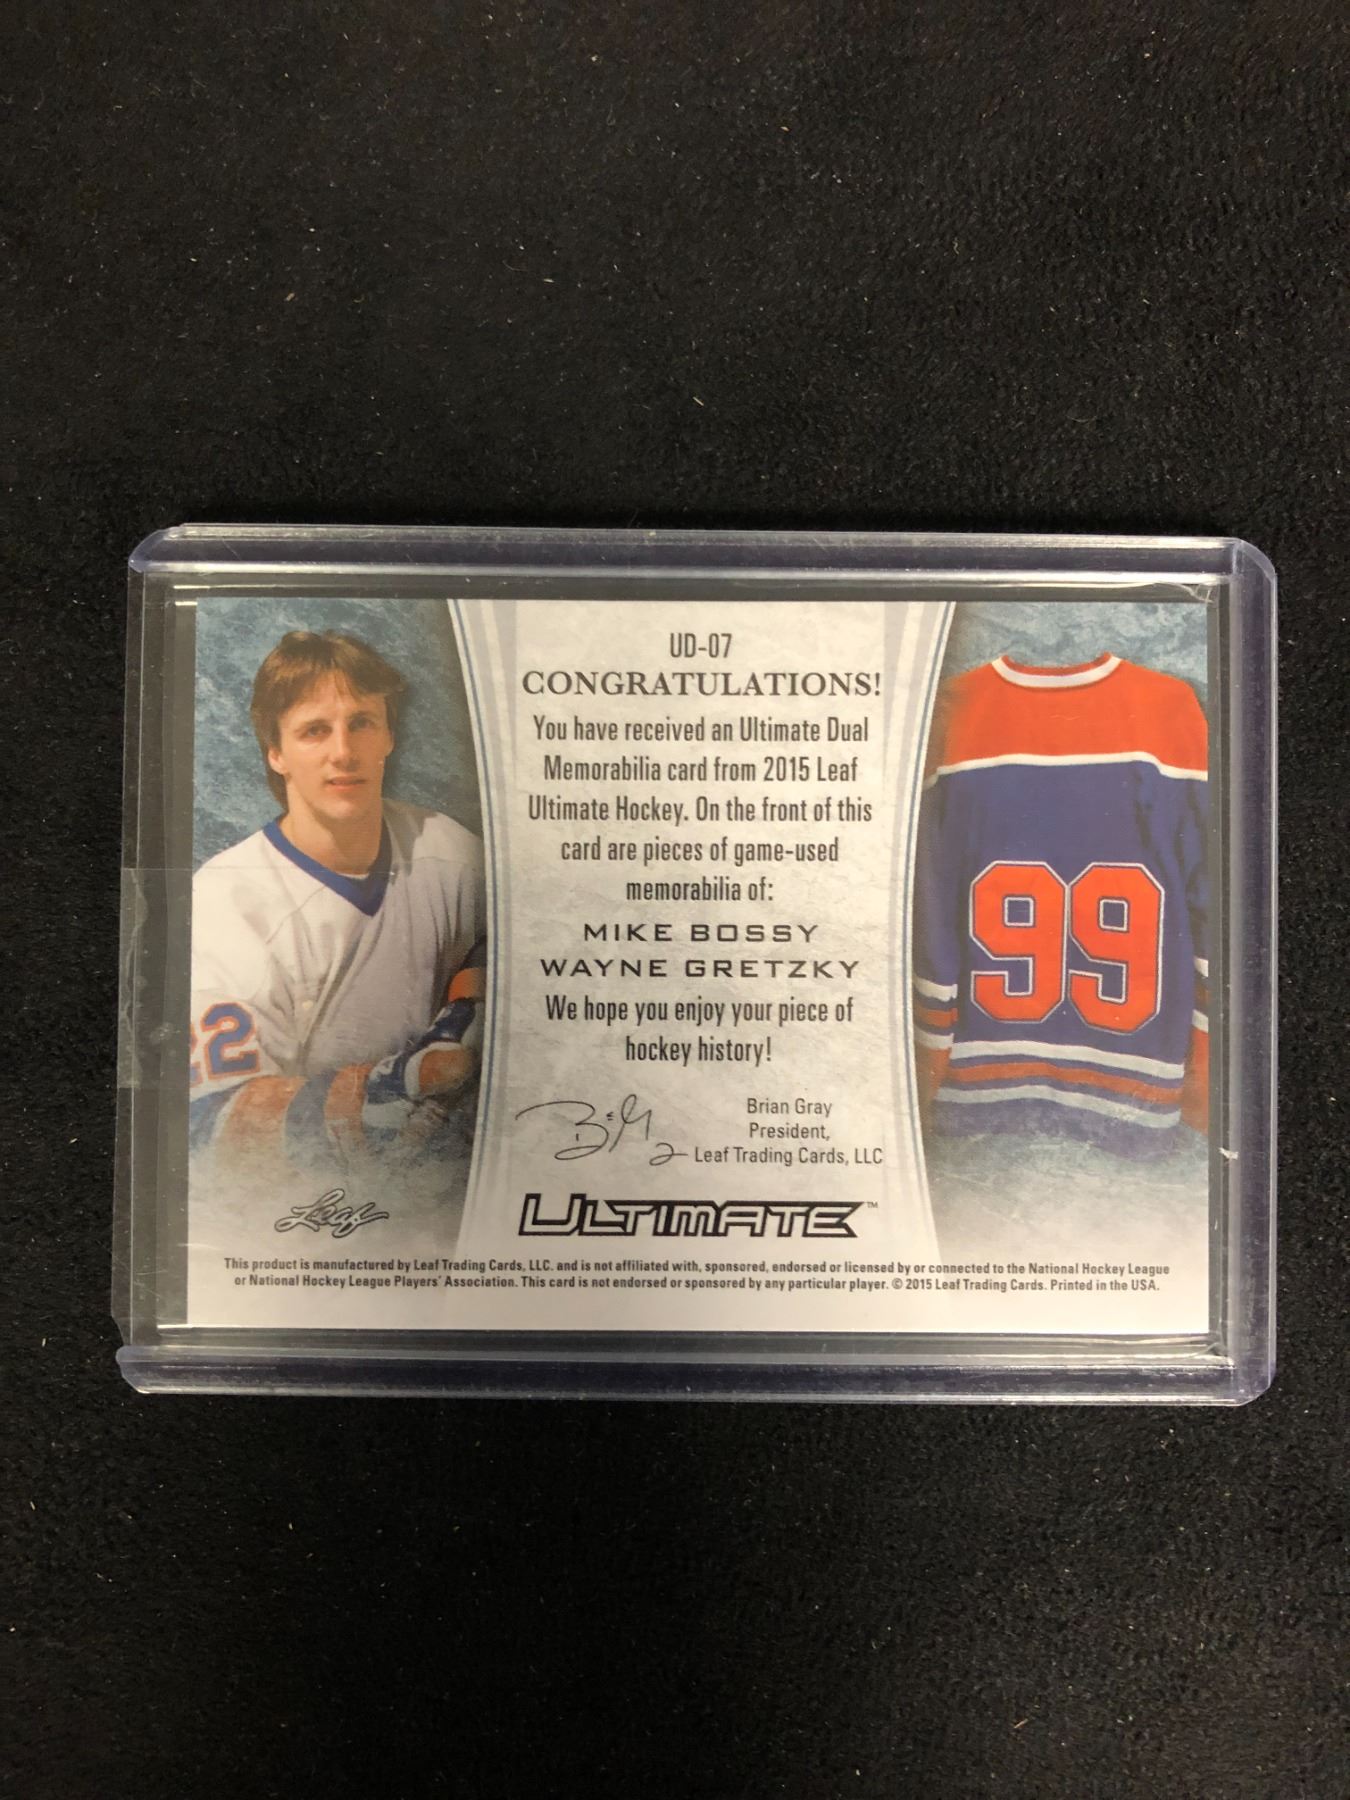 UD-07
CONGRATULATIONS!
You have received an Ultimate Dual
Memorabilia card from 2015 Leaf
Ultimate Hockey. On the front of this
card are pieces of game-used
memorabilia of:
MIKE BOSSY
WAYNE GRETZKY
We hope you enjoy your piece of
hockey history!
Brian Gray
President,
Leaf Trading Cards, LLC
22
99
Leaf
ULTIMATE™
This product is manufactured by Leaf Trading Cards, LLC. and is not affiliated with, sponsored, endorsed or licensed by or connected to the National Hockey League
or National Hockey League Players' Association. This card is not endorsed or sponsored by any particular player. © 2015 Leaf Trading Cards. Printed in the USA.